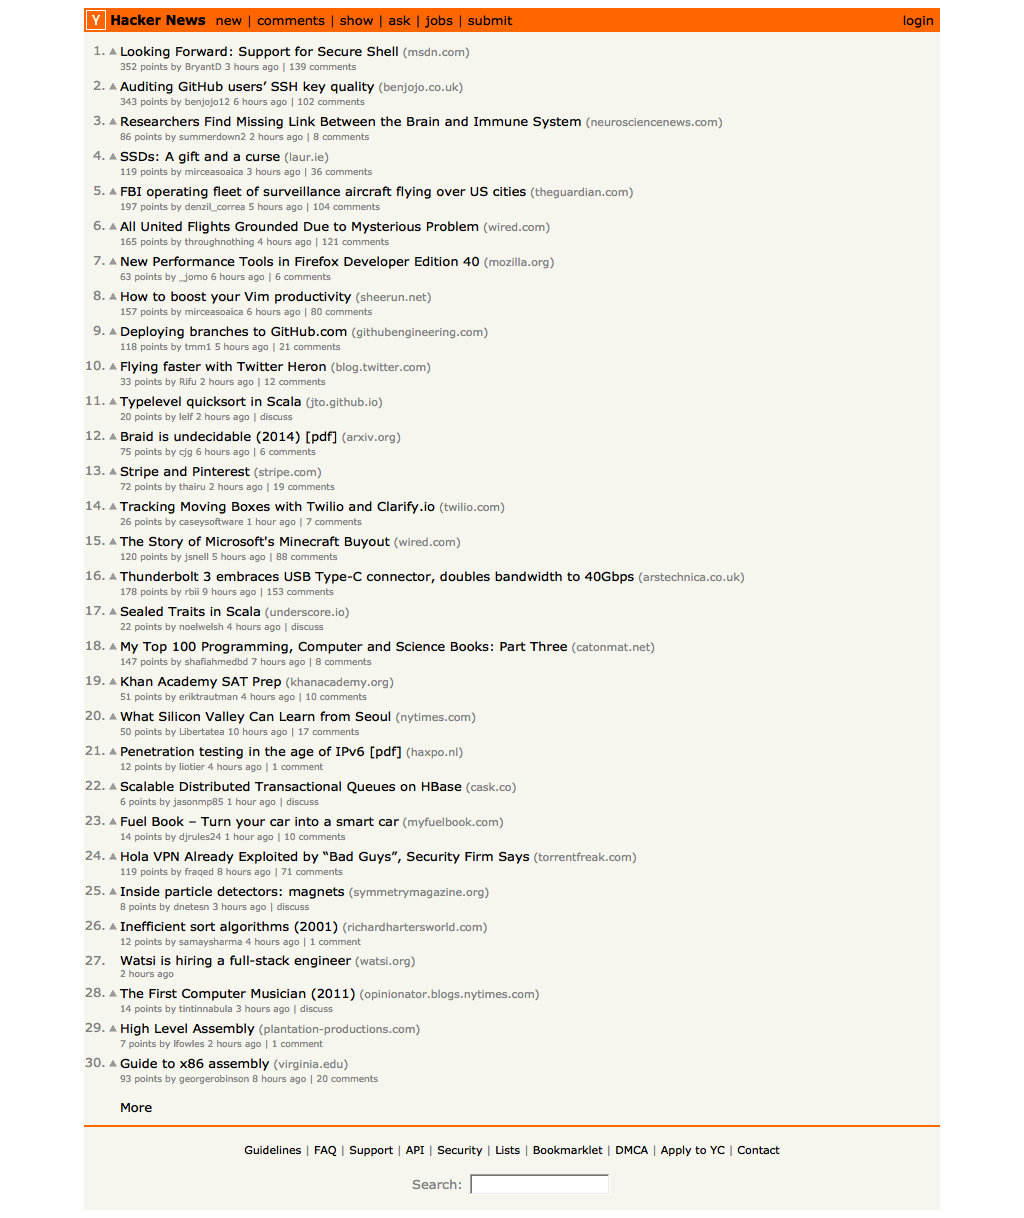 Y Hacker News new | comments | show | ask | jobs | submit login
1. Looking Forward: Support for Secure Shell (msdn.com)
352 points by BryantD 3 hours ago | 139 comments
2. Auditing GitHub users’ SSH key quality (benjojo.co.uk)
343 points by benjojo12 6 hours ago | 102 comments
3. Researchers Find Missing Link Between the Brain and Immune System (neurosciencenews.com)
86 points by summerdown2 2 hours ago | 8 comments
4. SSDs: A gift and a curse (laur.ie)
119 points by mirceasoaica 3 hours ago | 36 comments
5. FBI operating fleet of surveillance aircraft flying over US cities (theguardian.com)
197 points by denzil_correa 5 hours ago | 104 comments
6. All United Flights Grounded Due to Mysterious Problem (wired.com)
165 points by throughnothing 4 hours ago | 121 comments
7. New Performance Tools in Firefox Developer Edition 40 (mozilla.org)
63 points by _jomo 6 hours ago | 6 comments
8. How to boost your Vim productivity (sheerun.net)
157 points by mirceasoaica 6 hours ago | 80 comments
9. Deploying branches to GitHub.com (githubengineering.com)
118 points by tmm1 5 hours ago | 21 comments
10. Flying faster with Twitter Heron (blog.twitter.com)
33 points by Rifu 2 hours ago | 12 comments
11. Typelevel quicksort in Scala (jto.github.io)
20 points by lelf 2 hours ago | discuss
12. Braid is undecidable (2014) [pdf] (arxiv.org)
75 points by cjg 6 hours ago | 6 comments
13. Stripe and Pinterest (stripe.com)
72 points by thairu 2 hours ago | 19 comments
14. Tracking Moving Boxes with Twilio and Clarify.io (twilio.com)
26 points by caseysoftware 1 hour ago | 7 comments
15. The Story of Microsoft's Minecraft Buyout (wired.com)
120 points by jsnell 5 hours ago | 88 comments
16. Thunderbolt 3 embraces USB Type-C connector, doubles bandwidth to 40Gbps (arstechnica.co.uk)
178 points by rbii 9 hours ago | 153 comments
17. Sealed Traits in Scala (underscore.io)
22 points by noelwelsh 4 hours ago | discuss
18. My Top 100 Programming, Computer and Science Books: Part Three (catonmat.net)
147 points by shafiahmedbd 7 hours ago | 8 comments
19. Khan Academy SAT Prep (khanacademy.org)
51 points by eriktrautman 4 hours ago | 10 comments
20. What Silicon Valley Can Learn from Seoul (nytimes.com)
50 points by Libertatea 10 hours ago | 17 comments
21. Penetration testing in the age of IPv6 [pdf] (haxpo.nl)
12 points by liotier 4 hours ago | 1 comment
22. Scalable Distributed Transactional Queues on HBase (cask.co)
6 points by jasonmp85 1 hour ago | discuss
23. Fuel Book – Turn your car into a smart car (myfuelbook.com)
14 points by djrules24 1 hour ago | 10 comments
24. Hola VPN Already Exploited by “Bad Guys”, Security Firm Says (torrentfreak.com)
119 points by fraqed 8 hours ago | 71 comments
25. Inside particle detectors: magnets (symmetrymagazine.org)
8 points by dnetesn 3 hours ago | discuss
26. Inefficient sort algorithms (2001) (richardhartersworld.com)
12 points by samaysharma 4 hours ago | 1 comment
27. Watsi is hiring a full-stack engineer (watsi.org)
2 hours ago
28. The First Computer Musician (2011) (opinionator.blogs.nytimes.com)
14 points by tintinnabula 3 hours ago | discuss
29. High Level Assembly (plantation-productions.com)
7 points by lfowles 2 hours ago | 1 comment
30. Guide to x86 assembly (virginia.edu)
93 points by georgerobinson 8 hours ago | 20 comments
More
Guidelines | FAQ | Support | API | Security | Lists | Bookmarklet | DMCA | Apply to YC | Contact
Search: